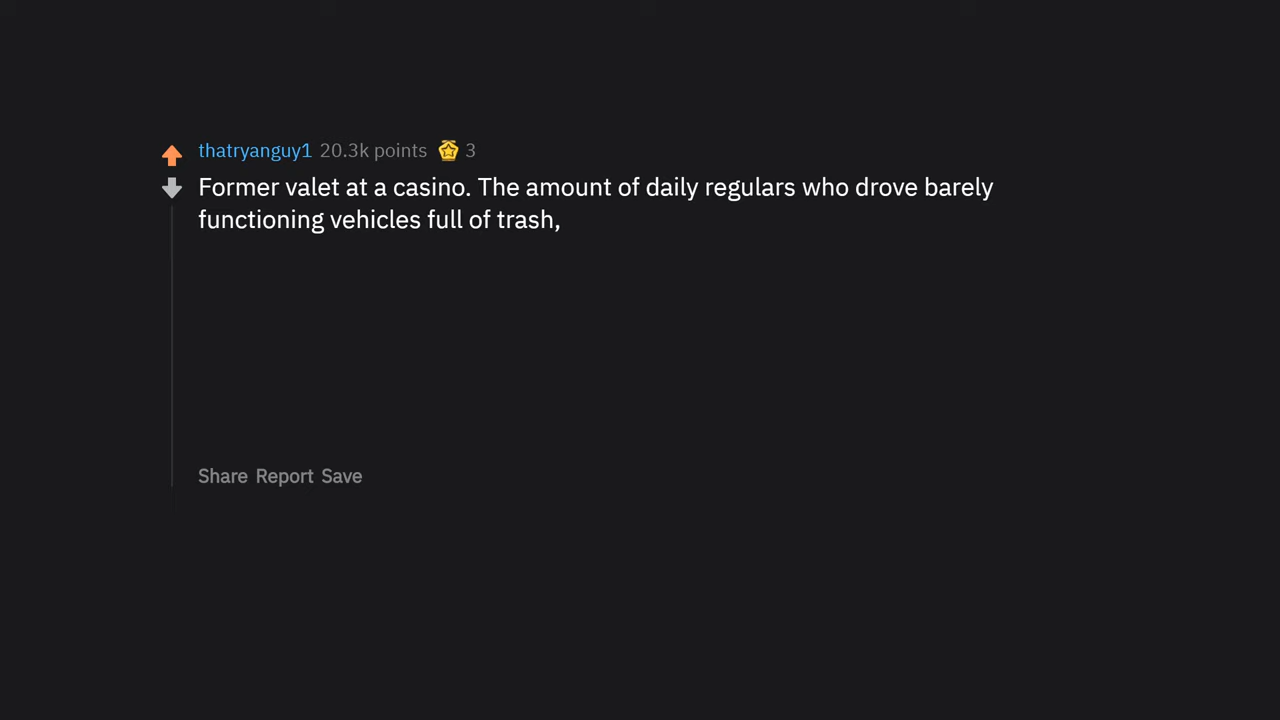 thatryanguy1 20.3k points 3
Former valet at a casino. The amount of daily regulars who drove barely
functioning vehicles full of trash,
Share Report Save